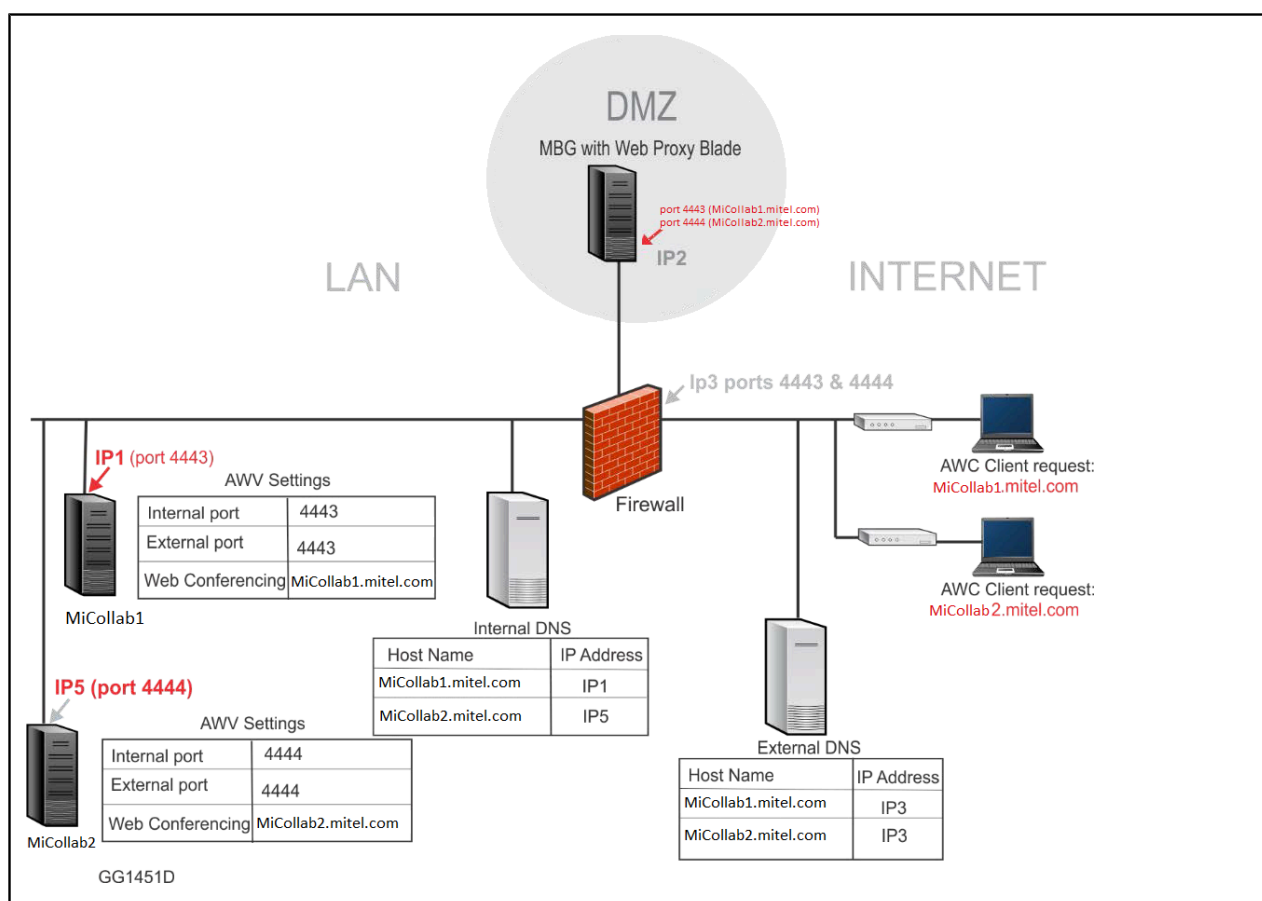 DMZ
MBG with Web Proxy Blade
port 4443 (MiCollab1.mitel.com)
port 4444 (MiCollab2.mitel.com)
IP2
LAN
INTERNET
Ip3 ports 4443 & 4444
Firewall
IP1 (port 4443)
AWV Settings
Internal port 4443
External port 4443
Web Conferencing MiCollab1.mitel.com
MiCollab1
AWC Client request:
MiCollab1.mitel.com
AWC Client request:
MiCollab2.mitel.com
Internal DNS
Host Name IP Address
MiCollab1.mitel.com IP1
MiCollab2.mitel.com IP5
IP5 (port 4444)
AWV Settings
Internal port 4444
External port 4444
Web Conferencing MiCollab2.mitel.com
MiCollab2
External DNS
Host Name IP Address
MiCollab1.mitel.com IP3
MiCollab2.mitel.com IP3
GG1451D